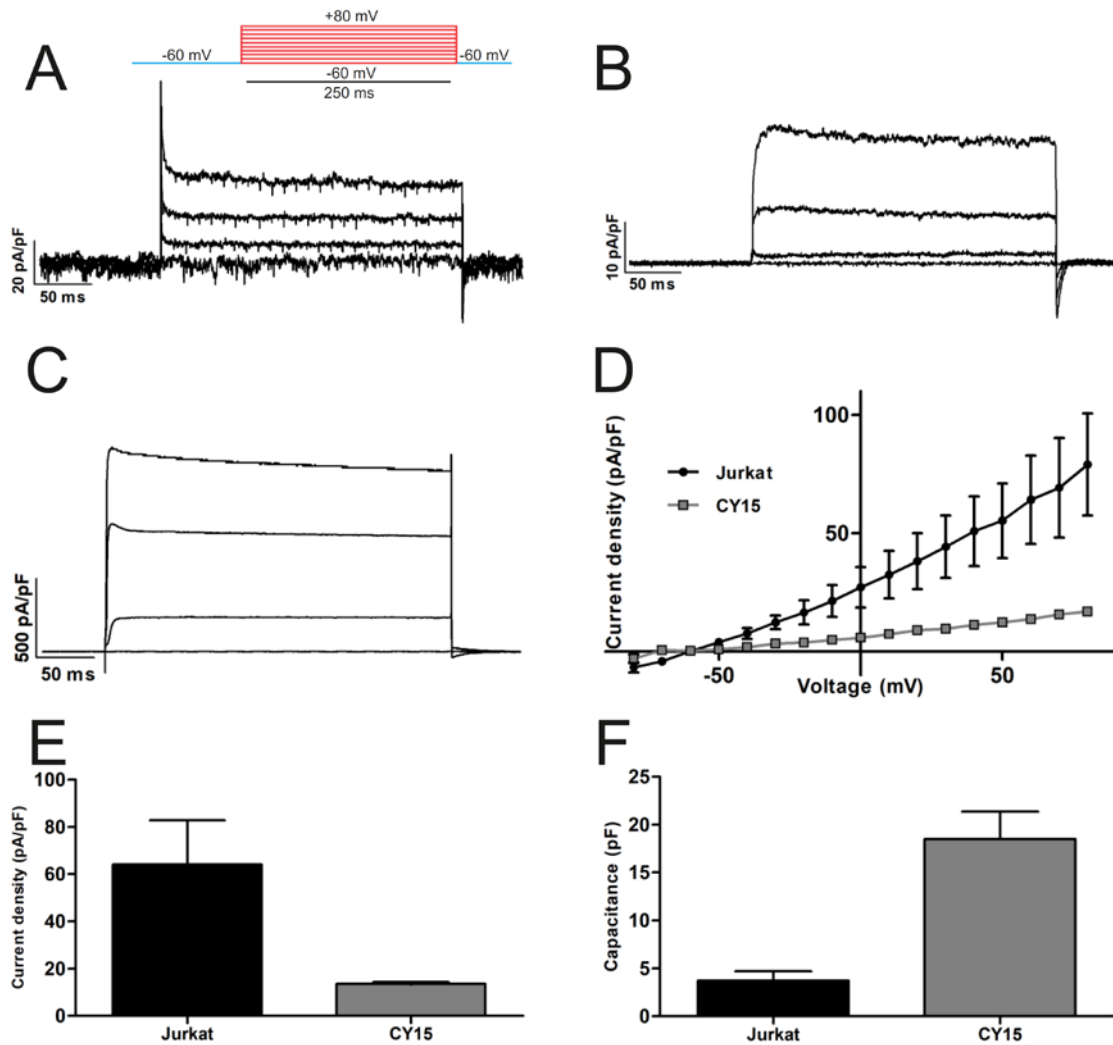 A
+80 mV
-60 mV
-60 mV
-60 mV
250 ms
20 pA/pF
50 ms
B
10 pA/pF
50 ms
C
500 pA/pF
50 ms
D
Current density (pA/pF)
100
50
-50
50
Voltage (mV)
Jurkat
CY15
E
Current density (pA/pF)
100
80
60
40
20
0
Jurkat
CY15
F
Capacitance (pF)
25
20
15
10
5
0
Jurkat
CY15